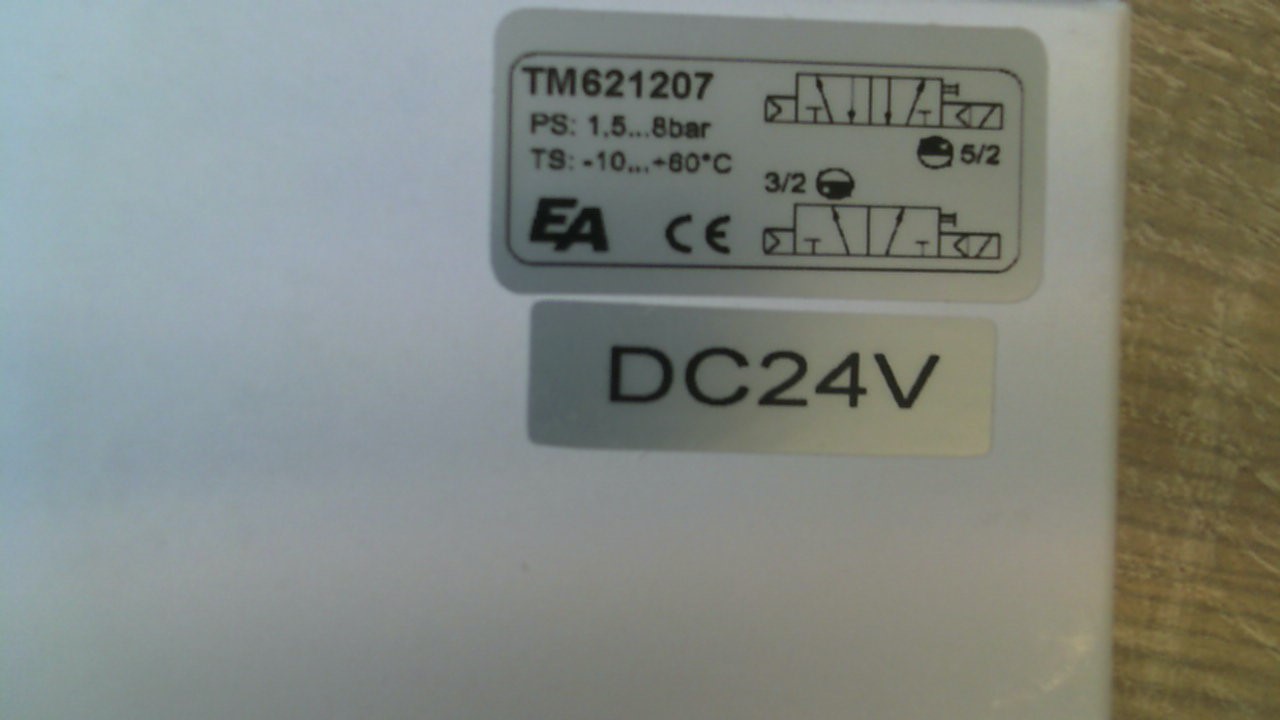 TM621207
PS: 1,5...8bar
TS: -10...+60°C
5/2
3/2
EA CE
DC24V